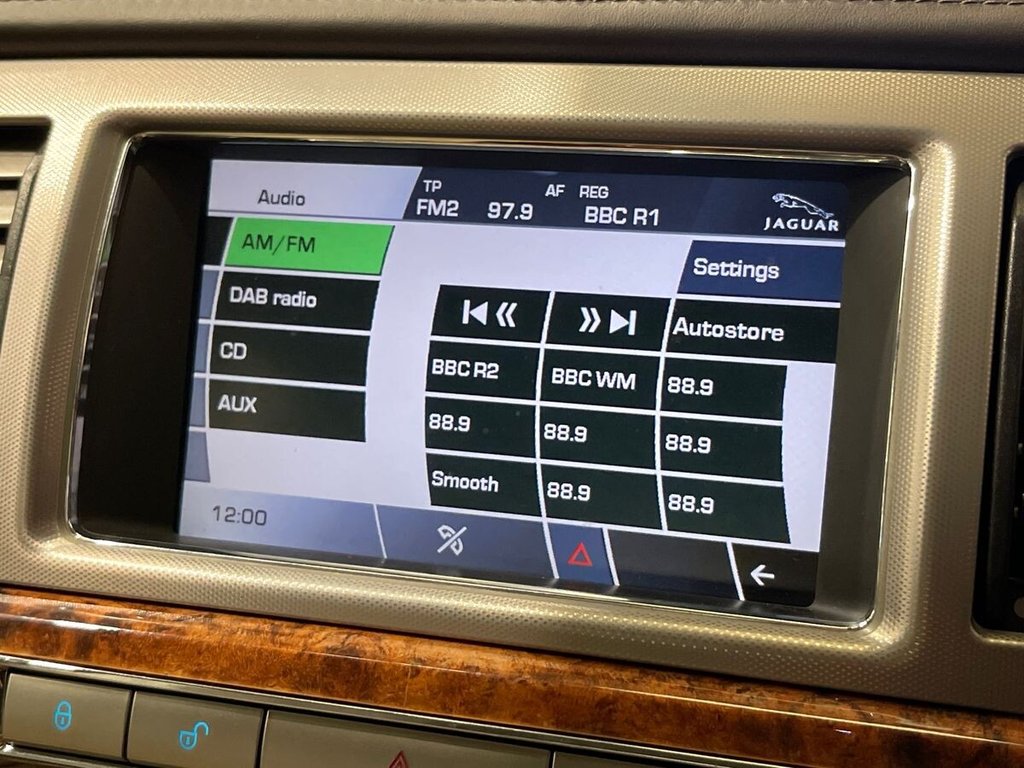 Audio
TP AF REG
FM2 97.9 BBC R1
JAGUAR
AM/FM
Settings
DAB radio
Autostore
CD
BBC R2 BBC WM 88.9
AUX
88.9 88.9 88.9
Smooth 88.9 88.9
12:00